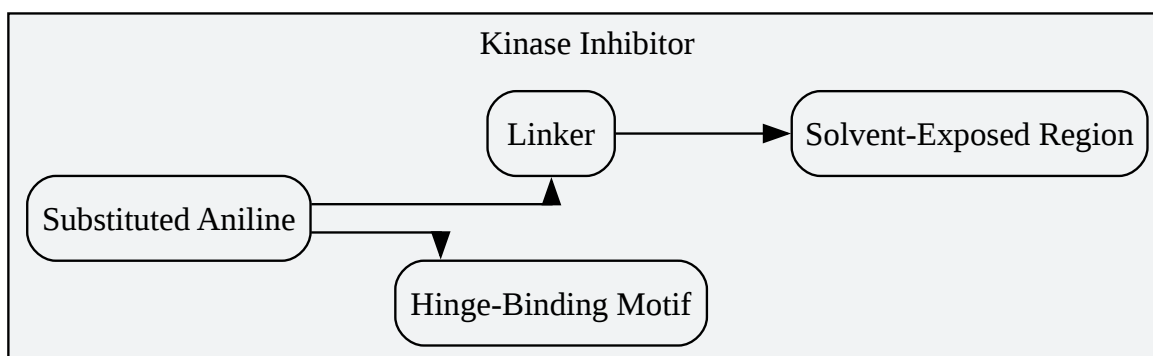 Kinase Inhibitor
Linker
Solvent-Exposed Region
Substituted Aniline
Hinge-Binding Motif